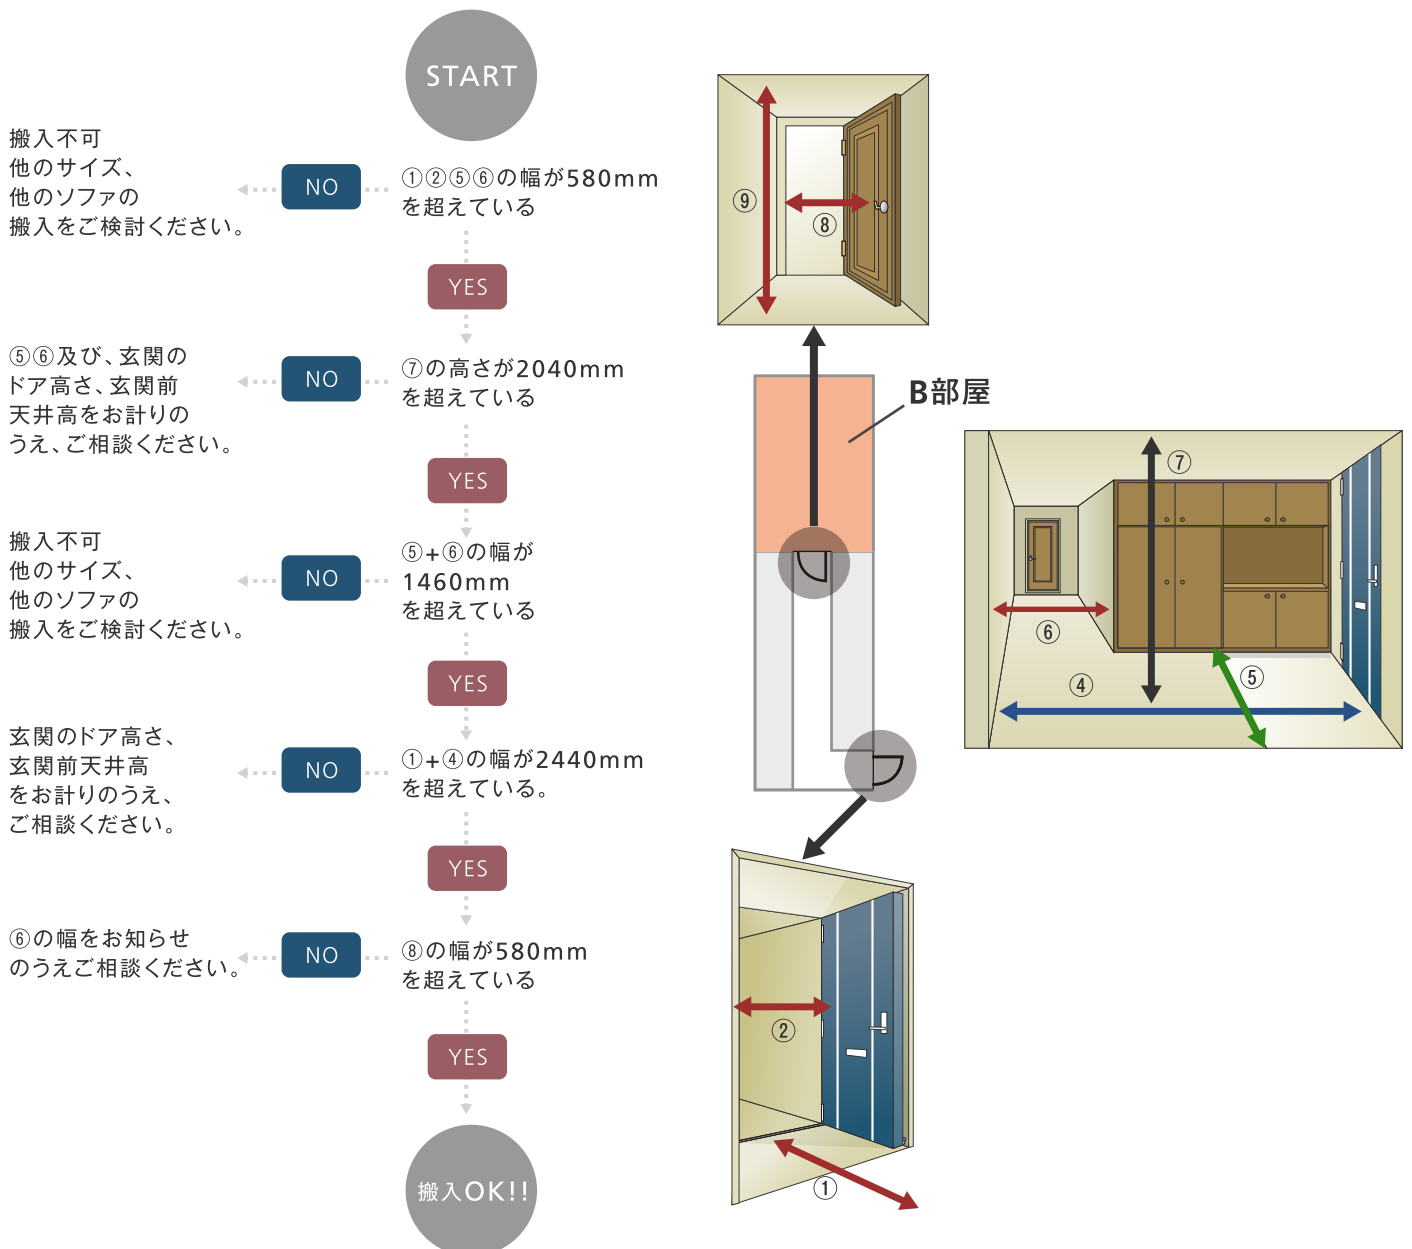 START
①②⑤⑥の幅が580mm
を超えている
NO
搬入不可
他のサイズ、
他のソファの
搬入をご検討ください。
YES
⑦の高さが2040mm
を超えている
NO
⑤⑥及び、玄関の
ドア高さ、玄関前
天井高をお計りの
うえ、ご相談ください。
YES
⑤+⑥の幅が
1460mm
を超えている
NO
搬入不可
他のサイズ、
他のソファの
搬入をご検討ください。
YES
①+④の幅が2440mm
を超えている。
NO
玄関のドア高さ、
玄関前天井高
をお計りのうえ、
ご相談ください。
YES
⑧の幅が580mm
を超えている
NO
⑥の幅をお知らせ
のうえご相談ください。
YES
搬入OK!!
⑨
⑧
B部屋
⑦
⑥
④
⑤
②
①